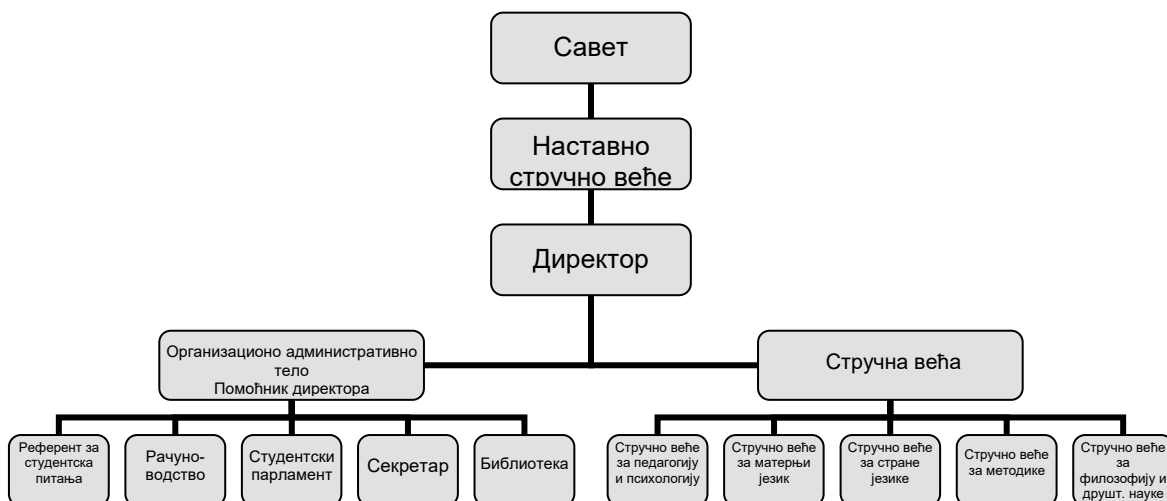 Савет
Наставно
стручно веће
Директор
Организационо административно
тело
Помоћник директора
Стручна већа
Референт за
студентска
питања
Рачуно-
водство
Студентски
парламент
Секретар
Библиотека
Стручно веће
за педагогију
и психологију
Стручно веће
за матерњи
језик
Стручно веће
за стране
језике
Стручно веће
за методике
Стручно веће
за
филозофију и
друшт. науке